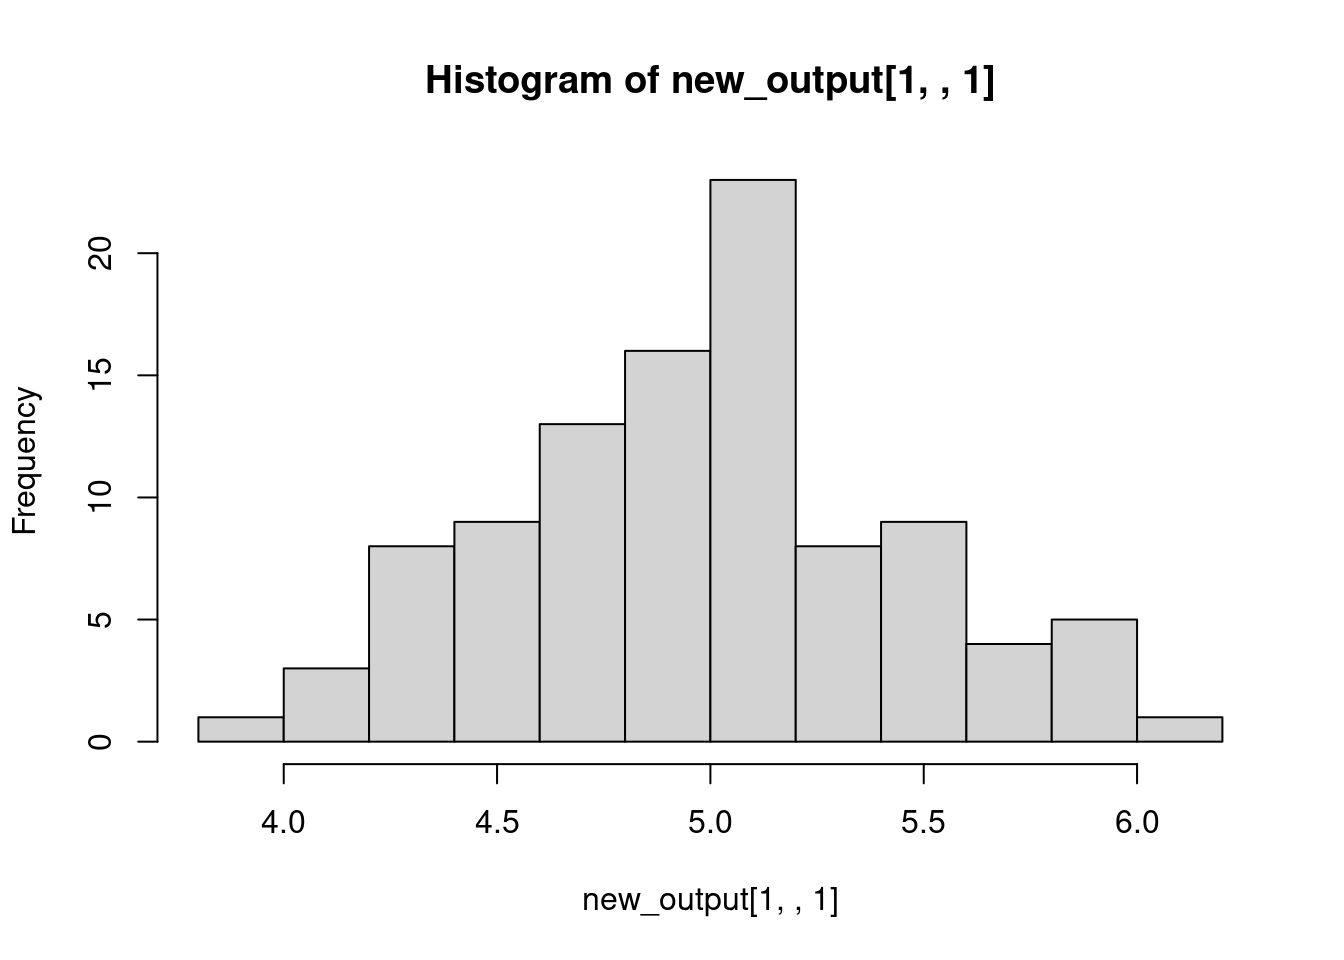 Histogram of new_output[1, , 1]
Frequency
20
15
10
5
0
4.0 4.5 5.0 5.5 6.0
new_output[1, , 1]